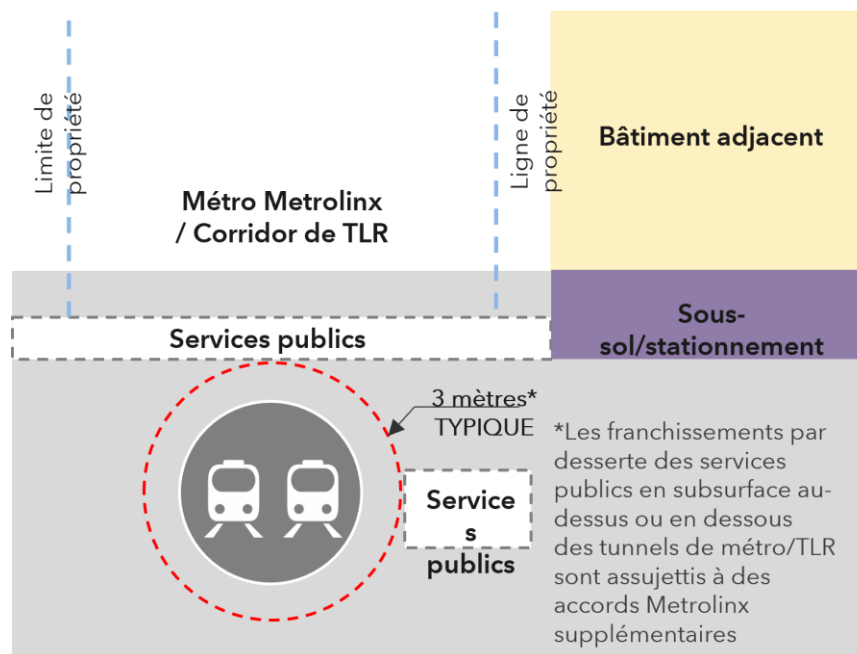 Limite de
propriété
Métro Metrolinx
/ Corridor de TLR
Ligne de
propriété
Bâtiment adjacent
Services publics
Sous-
sol/stationnement
3 mètres*
TYPIQUE
Service
s
publics
*Les franchissements par
desserte des services
publics en subsurface au-
dessus ou en dessous
des tunnels de métro/TLR
sont assujettis à des
accords Metrolinx
supplémentaires